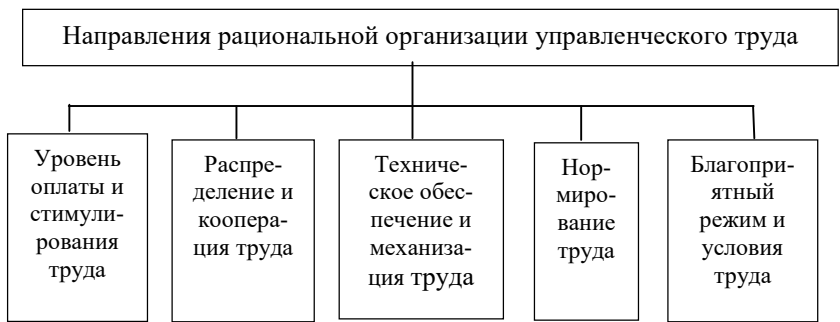 Направления рациональной организации управленческого труда
Уровень
оплаты и
стимули-
рования
труда
Распре-
деление и
коопера-
ция труда
Техниче-
ское обес-
печение и
механиза-
ция труда
Нор-
миро-
вание
труда
Благопри-
ятный
режим и
условия
труда